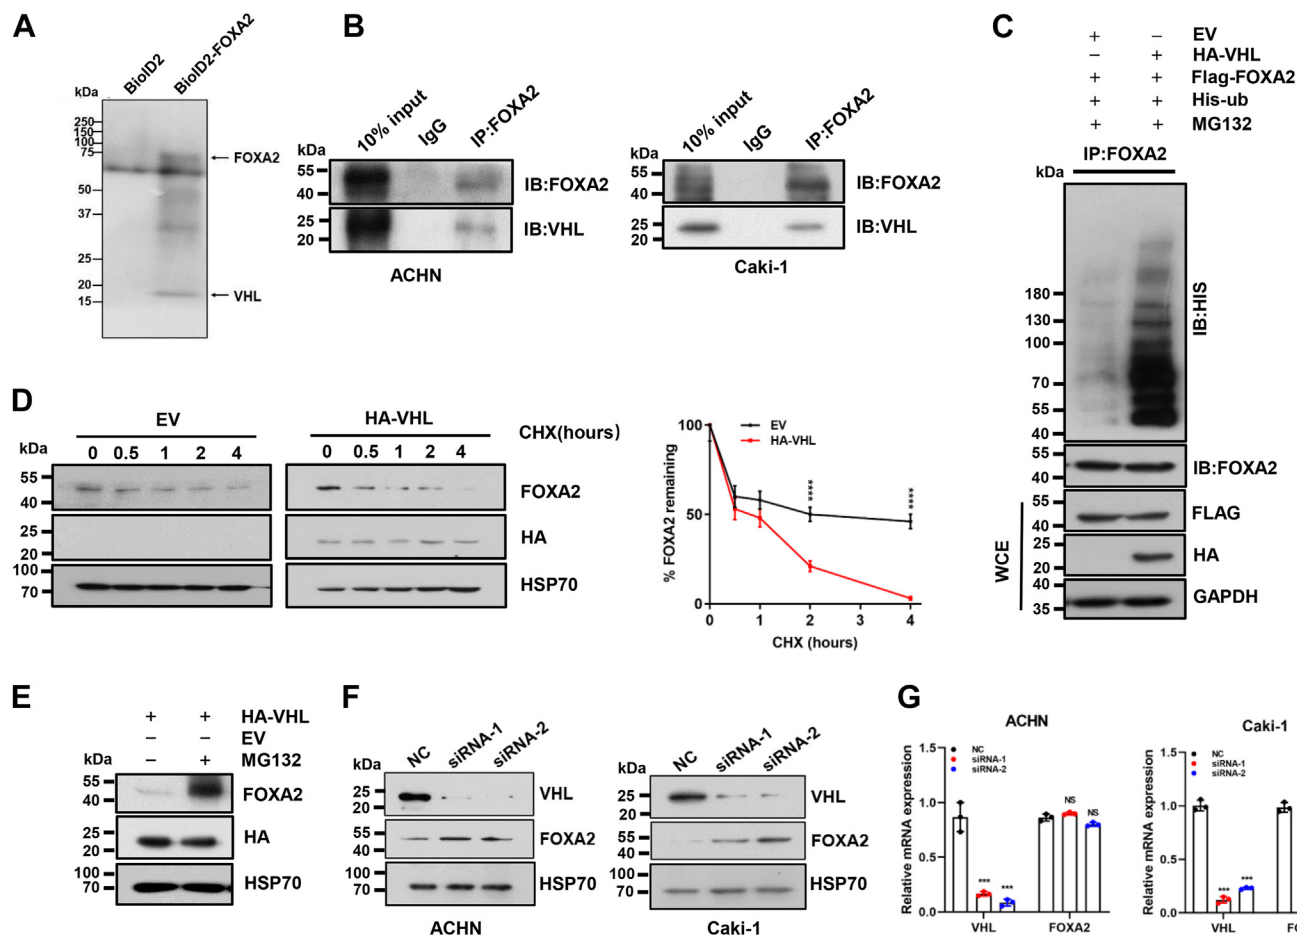 A
BioID2
BioID2-FOXA2
kDa
250
150
100
75
50
37
25
20
15
FOXA2
VHL
B
10% input
IgG
IP:FOXA2
kDa
55
40
IB:FOXA2
25
20
IB:VHL
ACHN
10% input
IgG
IP:FOXA2
kDa
55
40
IB:FOXA2
25
20
IB:VHL
Caki-1
C
+ − EV
− + HA-VHL
+ + Flag-FOXA2
+ + His-ub
+ + MG132
IP:FOXA2
kDa
180
130
100
70
55
40
IB:HIS
55
40
IB:FOXA2
WCE
55
40
FLAG
25
20
HA
40
35
GAPDH
D
EV
HA-VHL
CHX(hours)
kDa
0 0.5 1 2 4
0 0.5 1 2 4
55
40
FOXA2
25
20
HA
100
70
HSP70
% FOXA2 remaining
100
50
0
EV
HA-VHL
****
****
0 1 2 3 4
CHX (hours)
E
+ + HA-VHL
− − EV
− + MG132
kDa
55
40
FOXA2
25
20
HA
100
70
HSP70
F
NC
siRNA-1
siRNA-2
kDa
25
20
VHL
55
40
FOXA2
100
70
HSP70
ACHN
NC
siRNA-1
siRNA-2
kDa
25
20
VHL
55
40
FOXA2
100
70
HSP70
Caki-1
G
ACHN
Relative mRNA expression
1.5
1.0
0.5
0.0
NC
siRNA-1
siRNA-2
*** ***
NS NS
VHL FOXA2
Caki-1
Relative mRNA expression
1.5
1.0
0.5
0.0
NC
siRNA-1
siRNA-2
*** ***
VHL FO